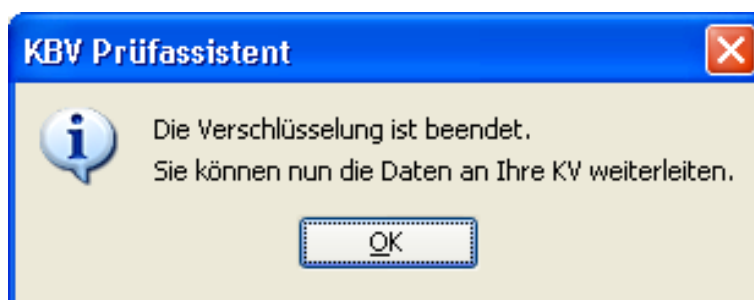 KBV Prüfassistent
Die Verschlüsselung ist beendet.
Sie können nun die Daten an Ihre KV weiterleiten.
OK